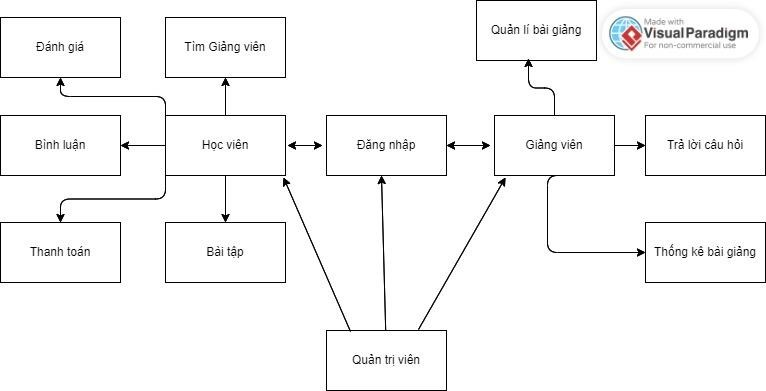 Made with
VisualParadigm
For non-commercial use
Quản lí bài giảng
Đánh giá
Tìm Giảng viên
Bình luận
Học viên
Đăng nhập
Giảng viên
Trả lời câu hỏi
Thanh toán
Bài tập
Thống kê bài giảng
Quản trị viên